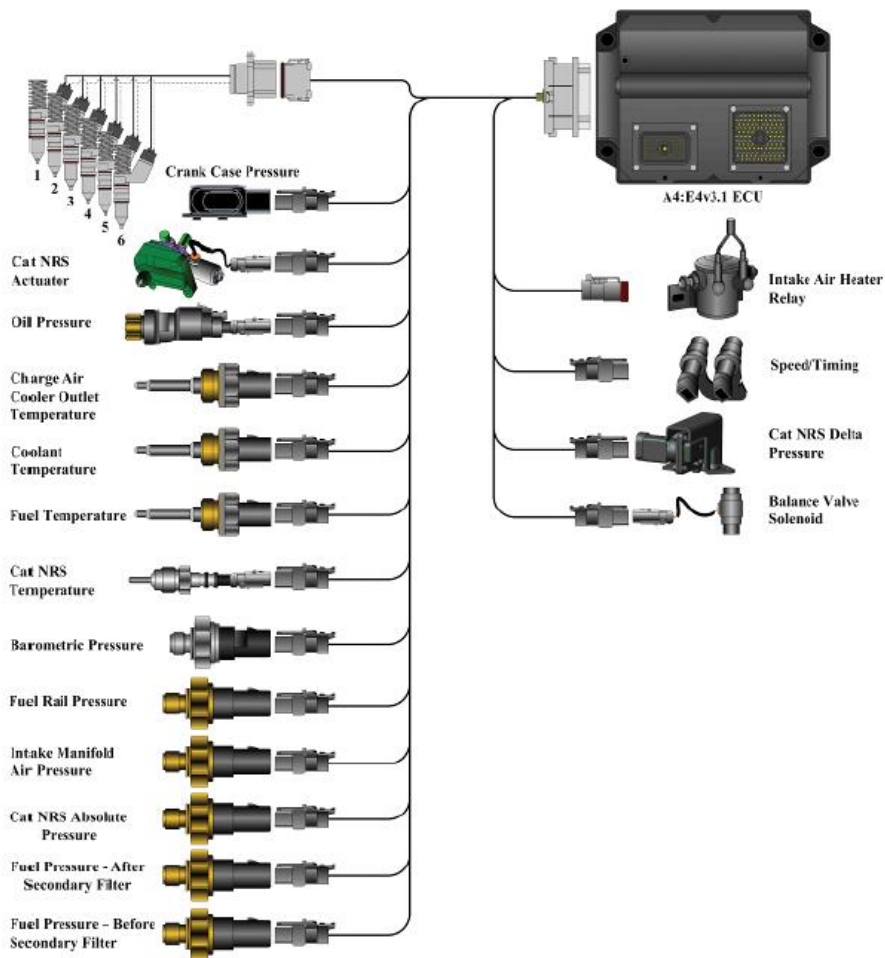 1
2
3
4
5
6
Crank Case Pressure
Cat NRS
Actuator
Oil Pressure
Charge Air
Cooler Outlet
Temperature
Coolant
Temperature
Fuel Temperature
Cat NRS
Temperature
Barometric Pressure
Fuel Rail Pressure
Intake Manifold
Air Pressure
Cat NRS Absolute
Pressure
Fuel Pressure - After
Secondary Filter
Fuel Pressure – Before
Secondary Filter
A4:E4v3.1 ECU
Intake Air Heater
Relay
Speed/Timing
Cat NRS Delta
Pressure
Balance Valve
Solenoid